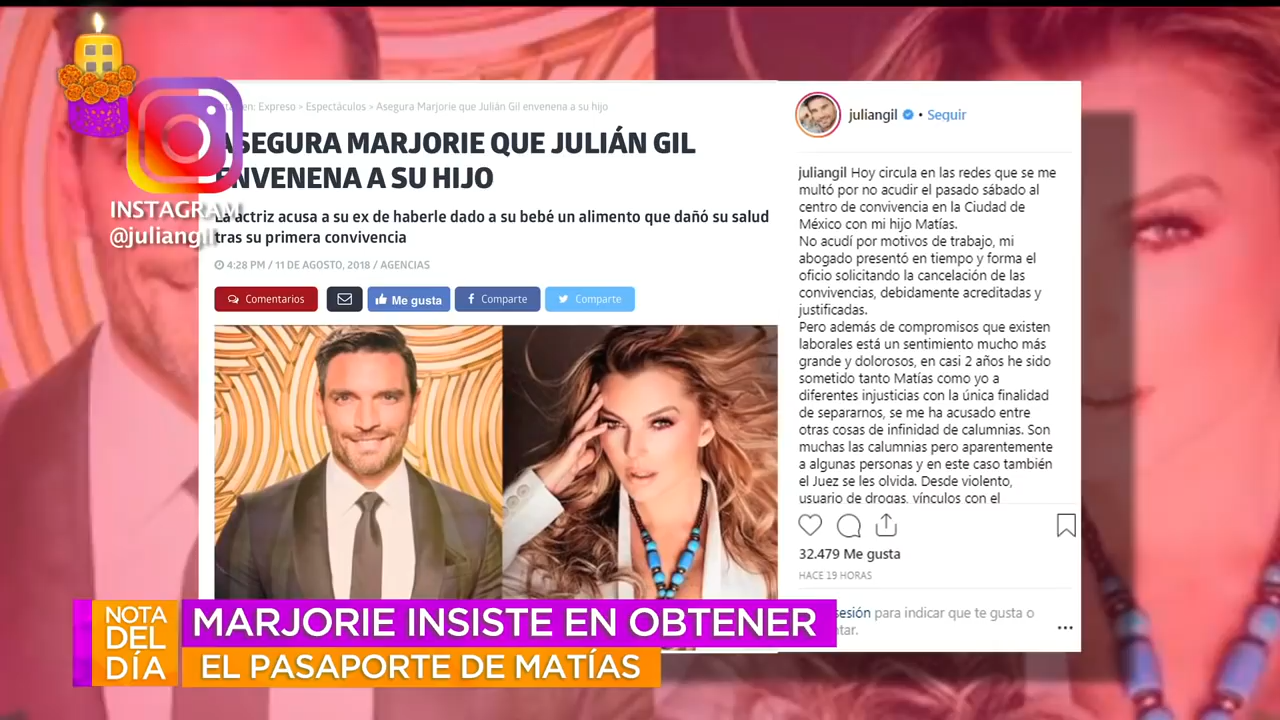 INSTAGRAM
@juliangil
Expreso > Espectáculos > Asegura Marjorie que Julián Gil envenena a su hijo
ASEGURA MARJORIE QUE JULIÁN GIL
ENVENENA A SU HIJO
La actriz acusa a su ex de haberle dado a su bebé un alimento que dañó su salud
tras su primera convivencia
4:28 PM / 11 DE AGOSTO, 2018 / AGENCIAS
Comentarios
Me gusta
Comparte
Comparte
juliangil • Seguir
juliangil Hoy circula en las redes que se me
multó por no acudir el pasado sábado al
centro de convivencia en la Ciudad de
México con mi hijo Matías.
No acudí por motivos de trabajo, mi
abogado presentó en tiempo y forma el
oficio solicitando la cancelación de las
convivencias, debidamente acreditadas y
justificadas.
Pero además de compromisos que existen
laborales está un sentimiento mucho más
grande y dolorosos, en casi 2 años he sido
sometido tanto Matías como yo a
diferentes injusticias con la única finalidad
de separarnos, se me ha acusado entre
otras cosas de infinidad de calumnias. Son
muchas las calumnias pero aparentemente
a algunas personas y en este caso también
el Juez se les olvida. Desde violento,
usuario de drogas, vínculos con el
32.479 Me gusta
HACE 19 HORAS
sesión para indicar que te gusta o
tar.
NOTA
DEL
DÍA
MARJORIE INSISTE EN OBTENER
EL PASAPORTE DE MATÍAS